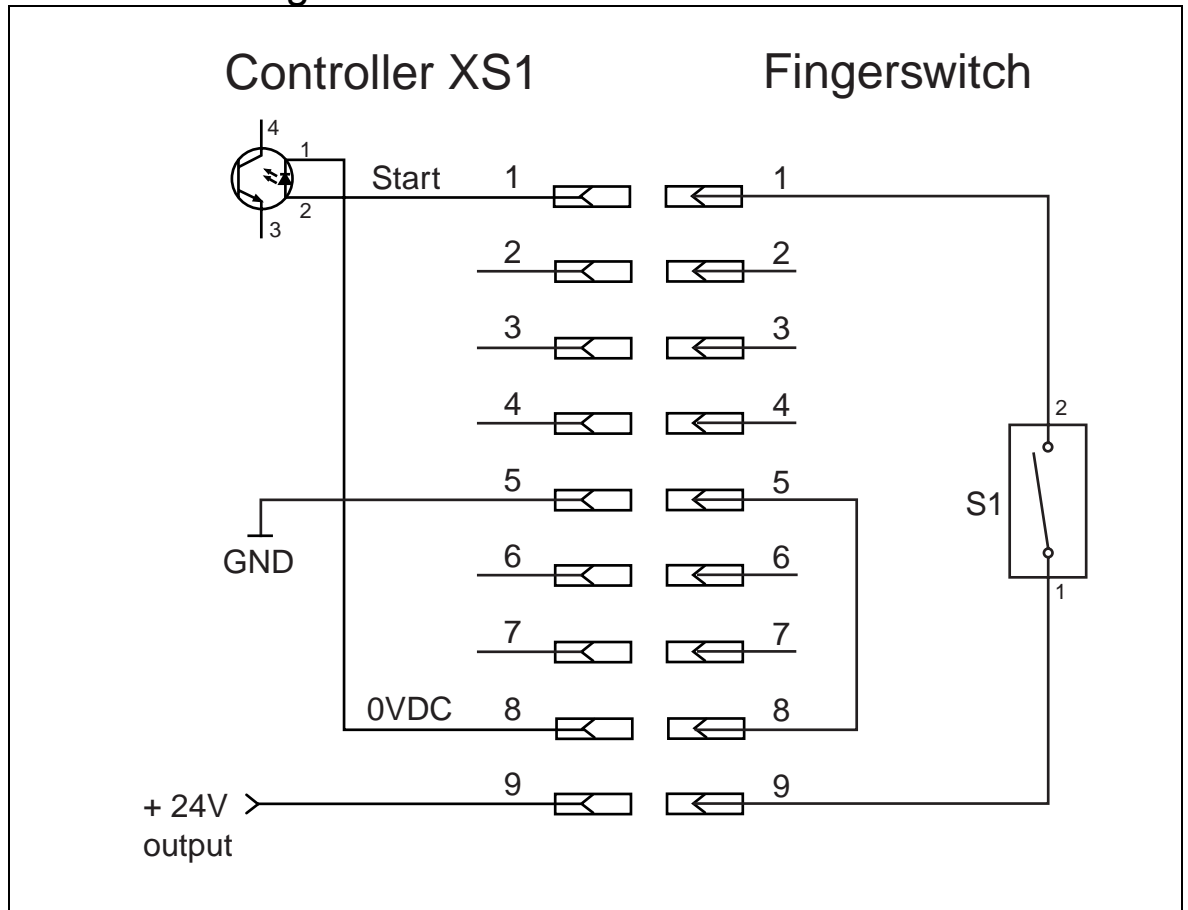 Controller XS1 Fingerswitch
4
1
Start 1 1
2
3
2 2
3 3
4 4
2
5 5
S1
GND
6 6
1
7 7
0VDC 8 8
9 9
+ 24V
output